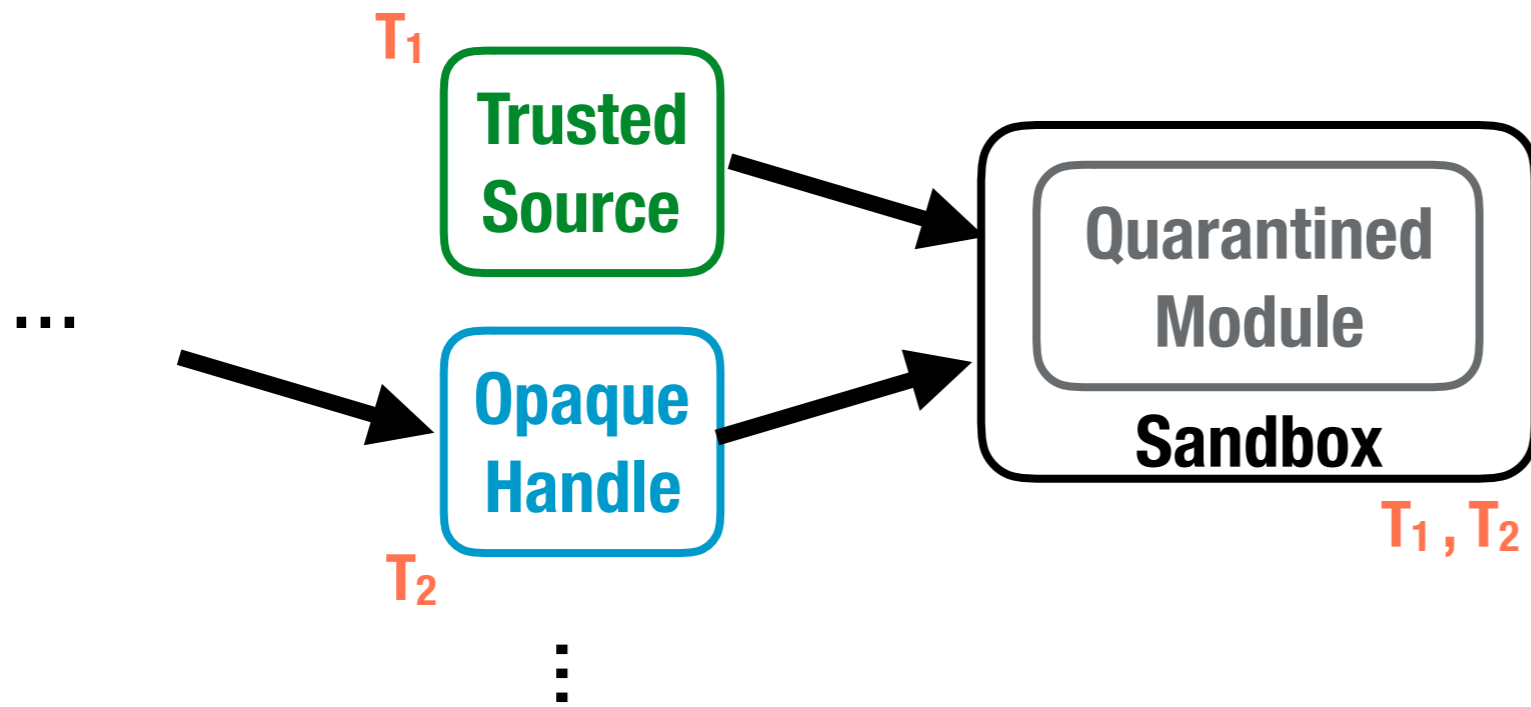 T₁
Trusted
Source
Quarantined
Module
Sandbox
T₁ , T₂
...
Opaque
Handle
T₂
⋮